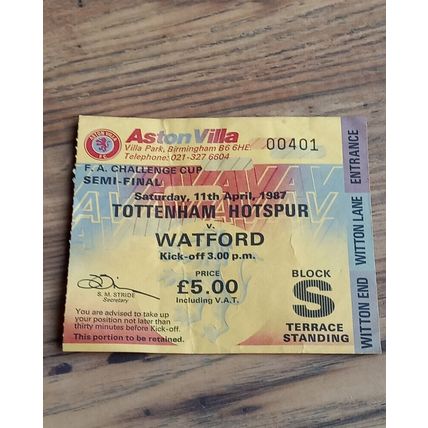 ASTON VILLA
F.C.
Aston Villa
Villa Park, Birmingham B6 6HE
Telephone: 021-327 6604
00401
F. A. CHALLENGE CUP
SEMI-FINAL
Saturday, 11th April, 1987
TOTTENHAM HOTSPUR
v.
WATFORD
Kick-off 3.00 p.m.
PRICE
£5.00
Including V.A.T.
S. M. STRIDE
Secretary
You are advised to take up
your position not later than
thirty minutes before Kick-off.
This portion to be retained.
BLOCK
S
TERRACE
STANDING
ENTRANCE
WITTON LANE
WITTON END